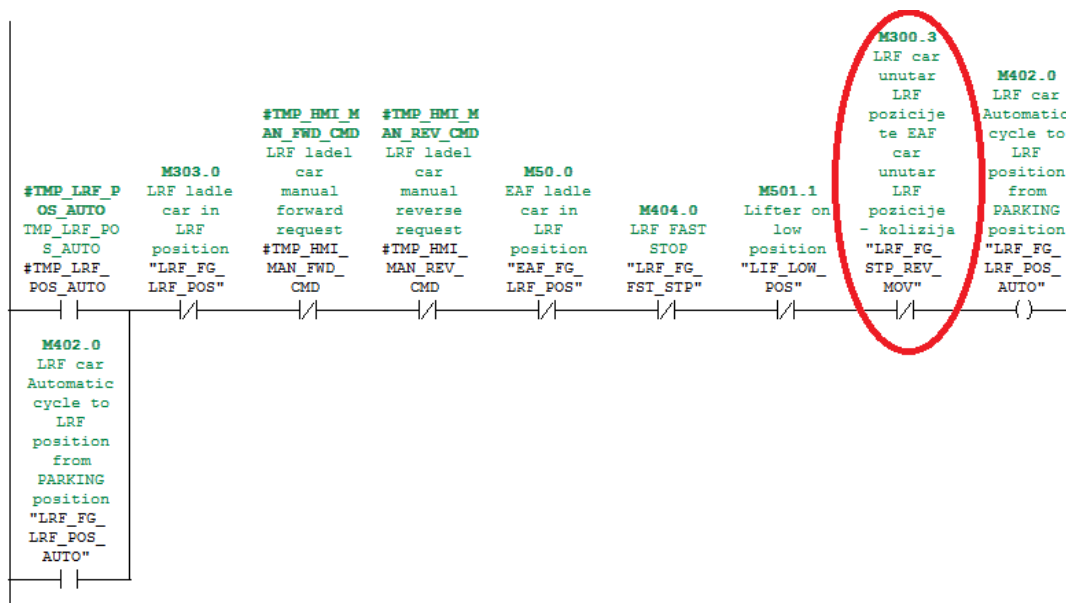 #TMP_LRF_P
OS_AUTO
TMP_LRF_PO
S_AUTO
#TMP_LRF_
POS_AUTO
M303.0
LRF ladle
car in
LRF
position
"LRF_FG_
LRF_POS"
#TMP_HMI_M
AN_FWD_CMD
LRF ladel
car
manual
forward
request
#TMP_HMI_
MAN_FWD_
CMD
#TMP_HMI_M
AN_REV_CMD
LRF ladel
car
manual
reverse
request
#TMP_HMI_
MAN_REV_
CMD
M50.0
EAF ladle
car in
LRF
position
"EAF_FG_
LRF_POS"
M404.0
LRF FAST
STOP
"LRF_FG_
FST_STP"
M501.1
Lifter on
low
position
"LIF_LOW_
POS"
M300.3
LRF car
unutar
LRF
pozicije
te EAF
car
unutar
LRF
pozicije
- kolizija
"LRF_FG_
STP_REV_
MOV"
M402.0
LRF car
Automatic
cycle to
LRF
position
from
PARKING
position
"LRF_FG_
LRF_POS_
AUTO"
M402.0
LRF car
Automatic
cycle to
LRF
position
from
PARKING
position
"LRF_FG_
LRF_POS_
AUTO"